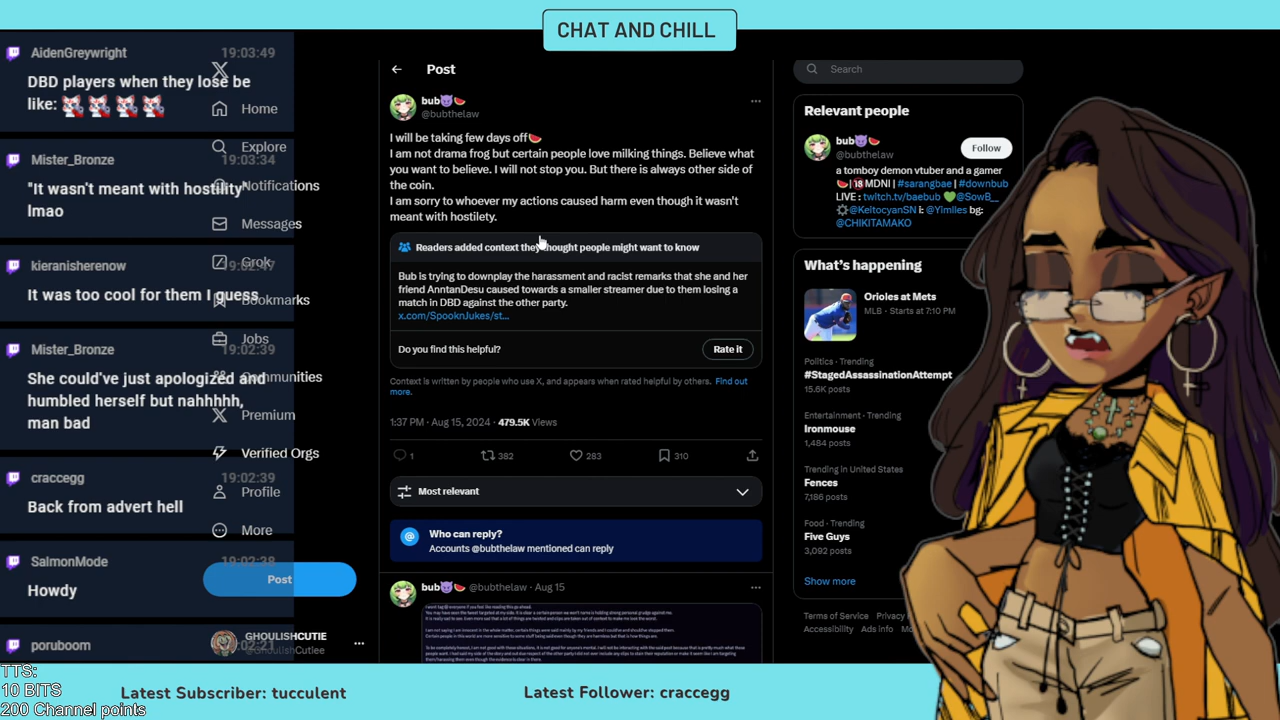 CHAT AND CHILL
AidenGreywright 19:03:49
DBD players when they lose be
like:
Mister_Bronze 19:03:34
"It wasn't meant with hostility"
lmao
kieranisherenow
It was too cool for them I guess
Mister_Bronze 19:02:39
She could've just apologized and
humbled herself but nahhhhh,
man bad
craccegg 19:02:39
Back from advert hell
SalmonMode 19:02:38
Howdy
ponahom
Home
Explore
Notifications
Messages
Grok
Bookmarks
Jobs
Communities
Premium
Verified Orgs
Profile
More
Post
Post
bub
@bubthelaw
I will be taking few days off
I am not drama frog but certain people love milking things. Believe what
you want to believe. I will not stop you. But there is always other side of
the coin.
I am sorry to whoever my actions caused harm even though it wasn't
meant with hostilety.
Readers added context they thought people might want to know
Bub is trying to downplay the harassment and racist remarks that she and her
friend AnntanDesu caused towards a smaller streamer due to them losing a
match in DBD against the other party.
x.com/SpooknJukes/st...
Do you find this helpful?
Rate it
Context is written by people who use X, and appears when rated helpful by others. Find out
more.
1:37 PM · Aug 15, 2024 · 479.5K Views
1 382 283 310
Most relevant
Who can reply?
Accounts @bubthelaw mentioned can reply
bub @bubthelaw · Aug 15
Search
Relevant people
bub
@bubthelaw
Follow
a tomboy demon vtuber and a gamer
MDNI | #sarangbae | #downbub
LIVE : twitch.tv/baebub @SowB_
@KeitocyanSN l: @Yimlles bg:
@CHIKITAMAKO
What's happening
Orioles at Mets
MLB · Starts at 7:10 PM
Politics · Trending
#StagedAssassinationAttempt
15.6K posts
Entertainment · Trending
Ironmouse
1,484 posts
Trending in United States
Fences
7,186 posts
Food · Trending
Five Guys
3,092 posts
Show more
Terms of Service Privacy
Accessibility Ads info
TTS:
10 BITS
200 Channel points
Latest Subscriber: tucculent
Latest Follower: craccegg